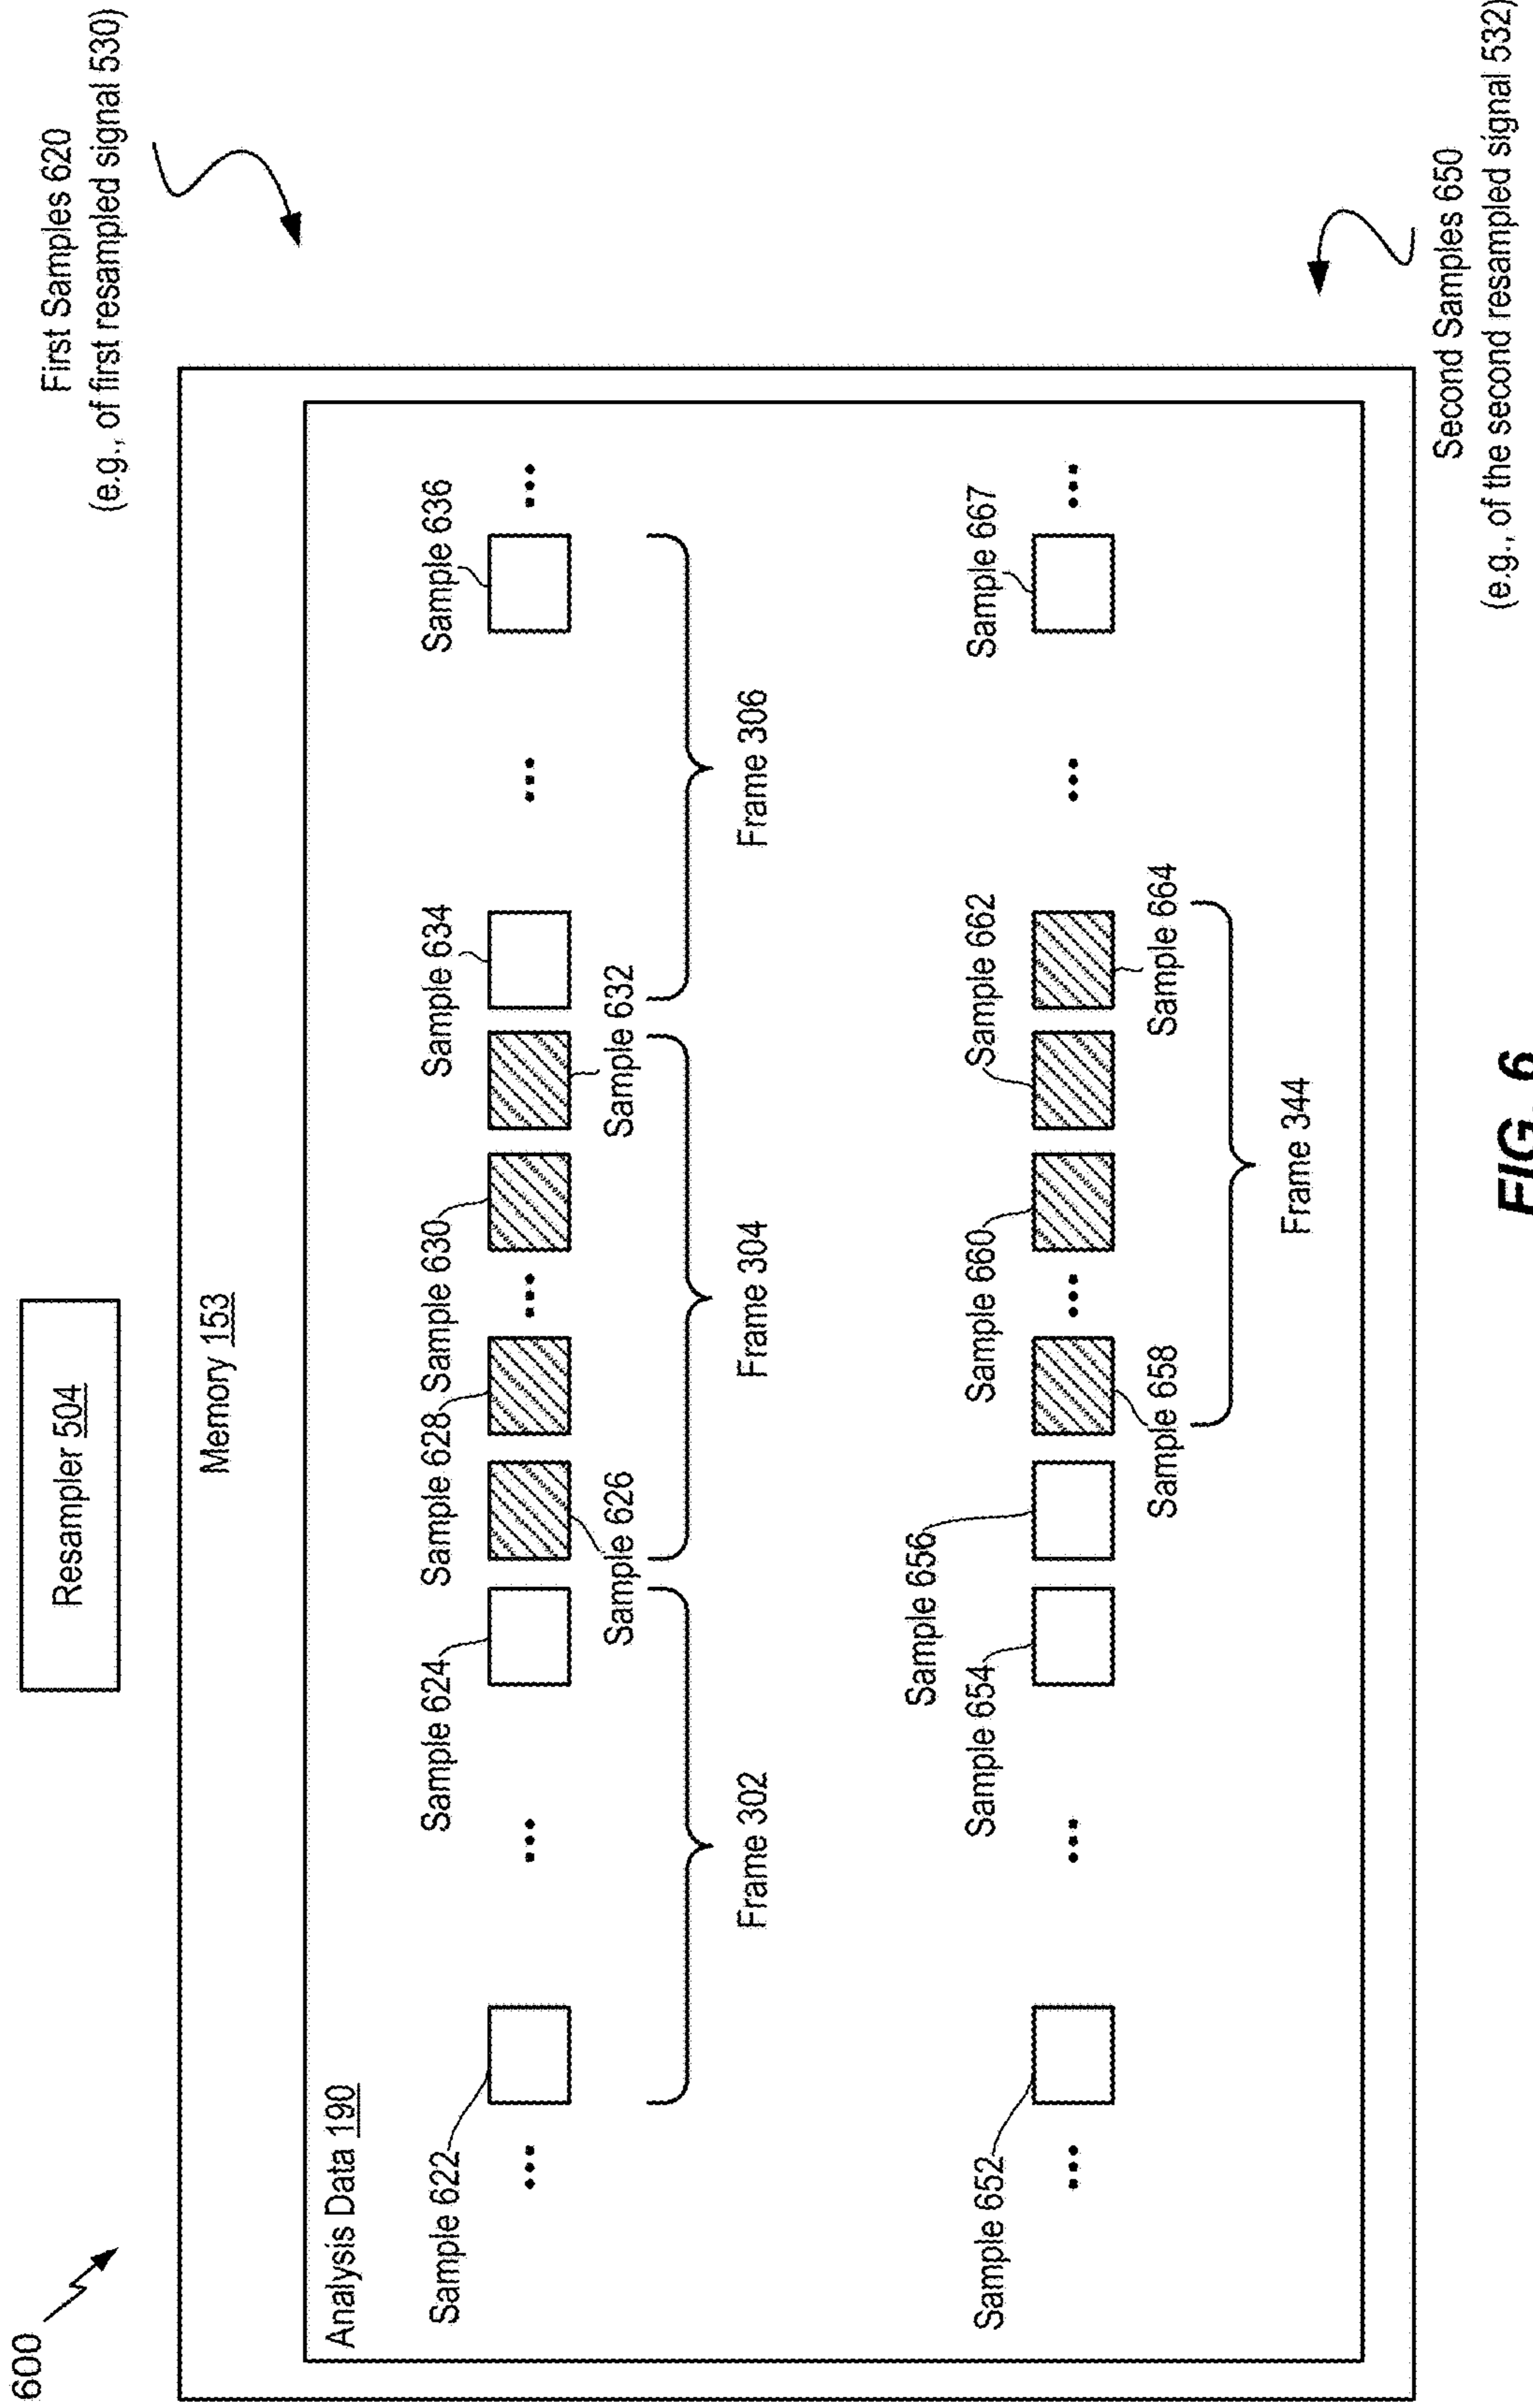 600
Resampler 504
First Samples 620
(e.g., of first resampled signal 530)
Memory 153
Analysis Data 190
Sample 622
Sample 624
Sample 628
Sample 630
Sample 634
Sample 636
...
...
...
...
...
Sample 626
Sample 632
Frame 302
Frame 304
Frame 306
Sample 656
Sample 652
Sample 654
Sample 660
Sample 662
Sample 667
...
...
...
...
...
Sample 658
Sample 664
Frame 344
Second Samples 650
(e.g., of the second resampled signal 532)
FIG. 6